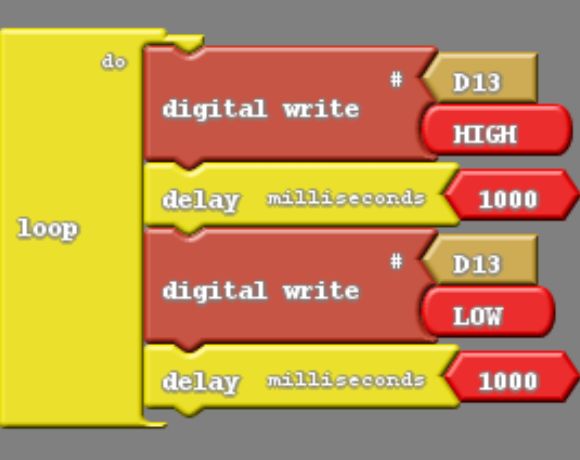 do
# D13
digital write
HIGH
delay milliseconds 1000
loop
# D13
digital write
LOW
delay milliseconds 1000